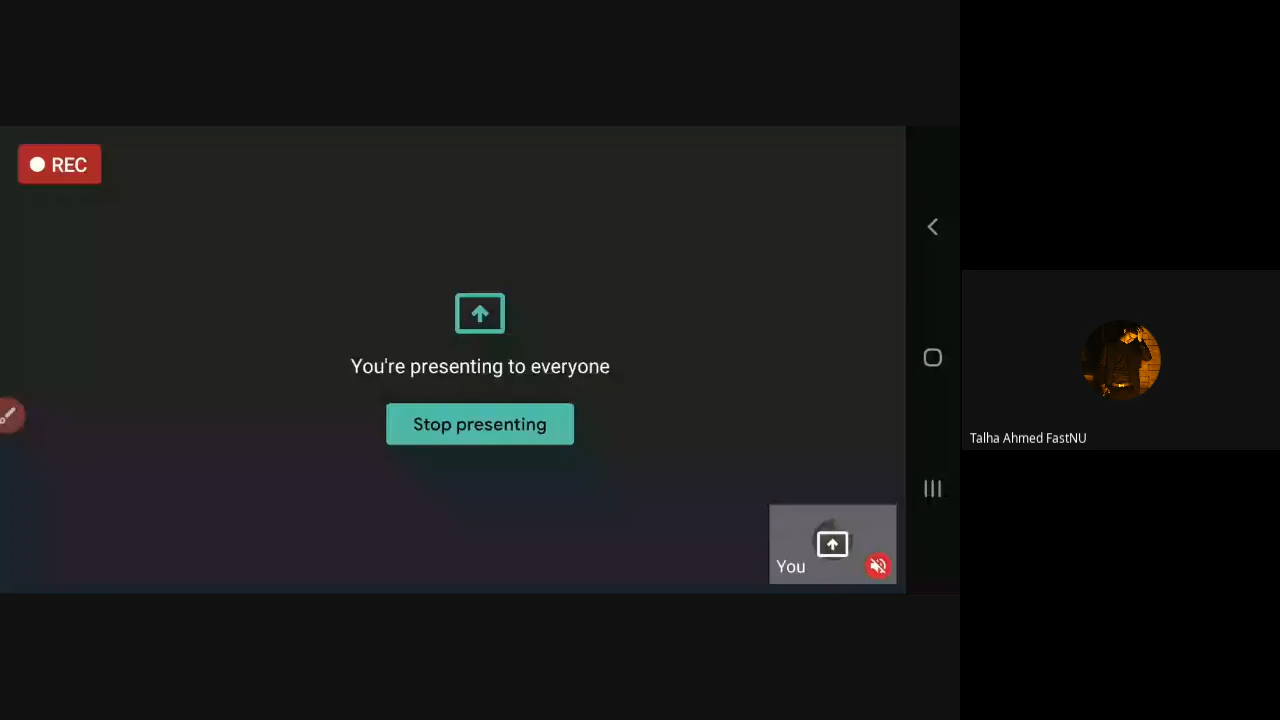 REC
You're presenting to everyone
Stop presenting
You
Talha Ahmed FastNU